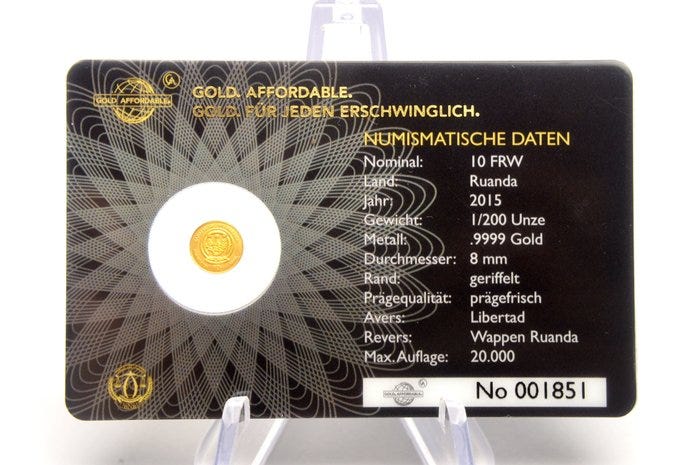 GOLD. AFFORDABLE.
GOLD. AFFORDABLE.
GOLD. FÜR JEDEN ERSCHWINGLICH.
NUMISMATISCHE DATEN
Nominal: 10 FRW
Land: Ruanda
Jahr: 2015
Gewicht: 1/200 Unze
Metall: .9999 Gold
Durchmesser: 8 mm
Rand: geriffelt
Prägequalität: prägefrisch
Avers: Libertad
Revers: Wappen Ruanda
Max. Auflage: 20.000
No 001851